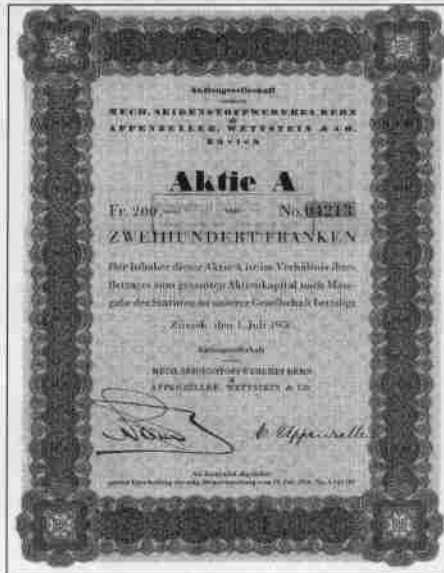 Aktiengesellschaft
MECH. SEIDENSTOFFWEBEREI BERN
&
APPENZELLER, WETTSTEIN & CO.
Zürich
Aktie A
Fr. 200.— No. 04213
ZWEIHUNDERT FRANKEN
Der Inhaber dieser Aktie A ist im Verhältnis ihres
Betrages zum gesamten Aktienkapital nach Mass-
gabe der Statuten an unserer Gesellschaft beteiligt
Zürich, den 1. Juli
Aktiengesellschaft
MECH. SEIDENSTOFFWEBEREI BERN
&
APPENZELLER, WETTSTEIN & CO.
E. Appenzeller